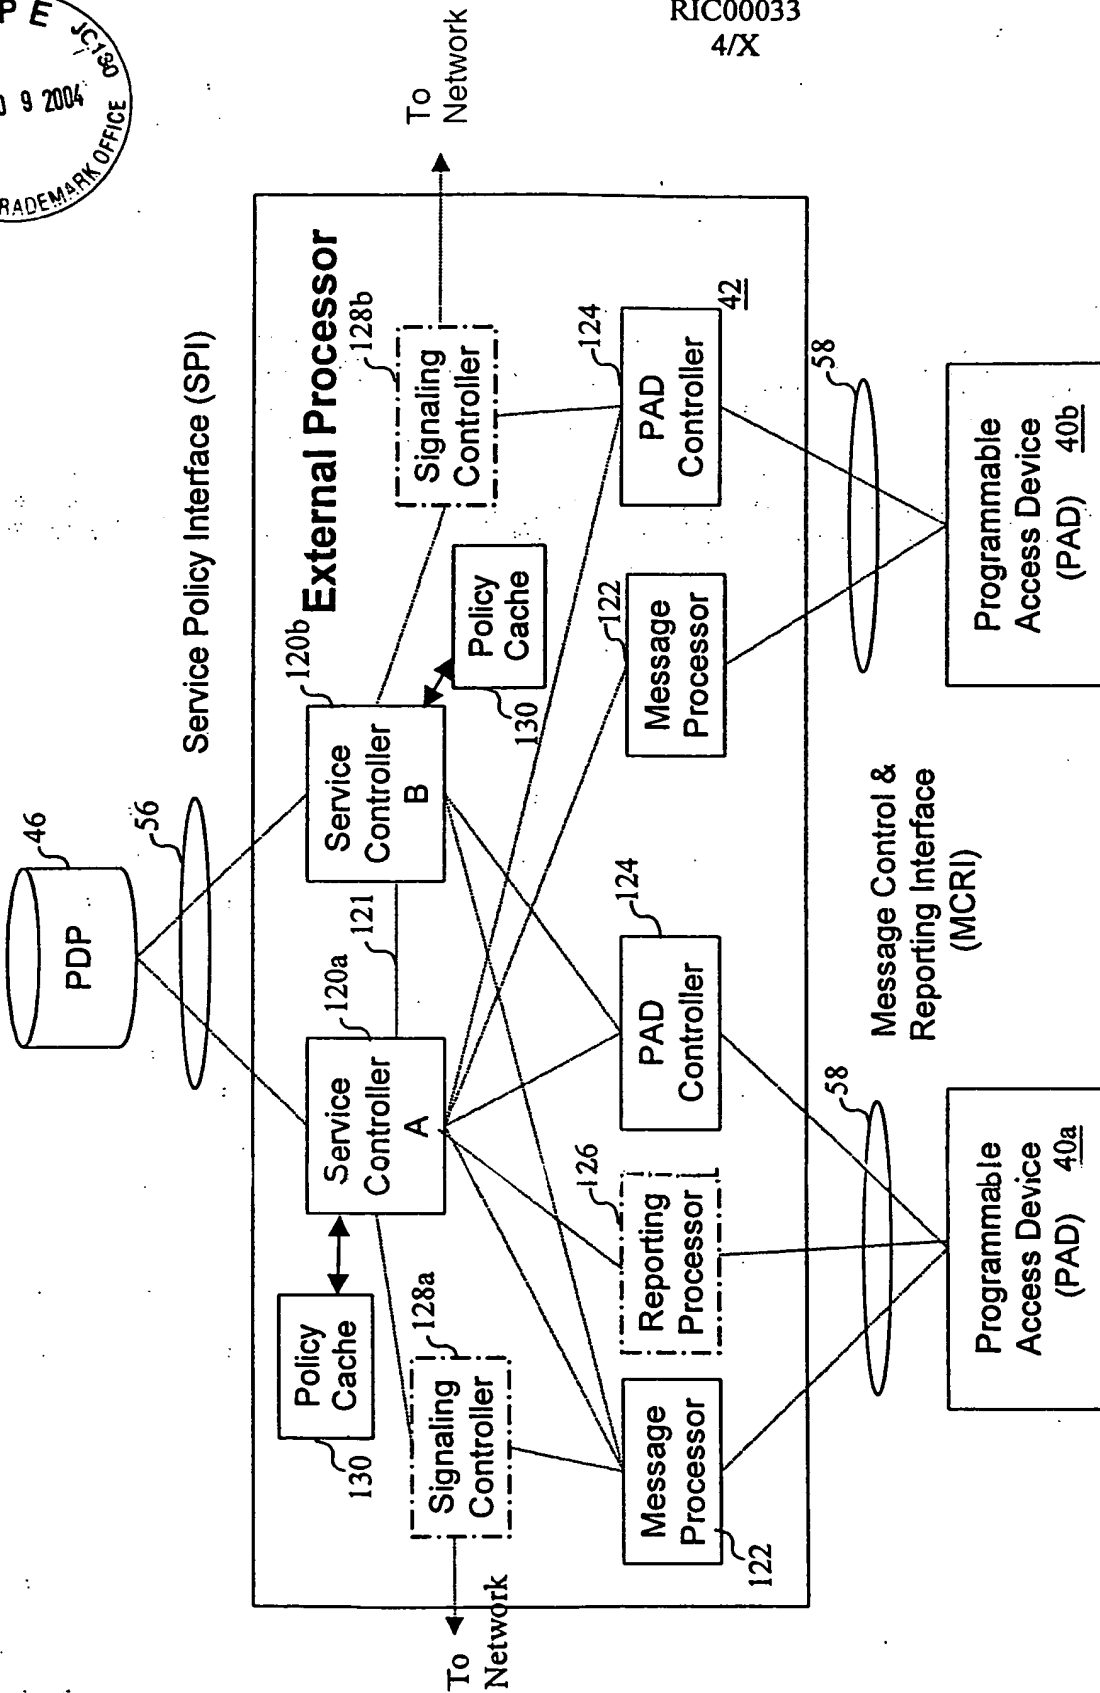 P E
JC130
9 2004
RADEMARK OFFICE
RIC00033
4/X
PDP
46
56
Service Policy Interface (SPI)
External Processor
Policy
Cache
130
Service
Controller
A
120a
121
Service
Controller
B
120b
Policy
Cache
130
Signaling
Controller
128a
To
Network
Signaling
Controller
128b
To
Network
Message
Processor
122
Reporting
Processor
126
PAD
Controller
124
Message
Processor
122
PAD
Controller
124
42
58
Message Control &
Reporting Interface
(MCRI)
58
Programmable
Access Device
(PAD) 40a
Programmable
Access Device
(PAD) 40b